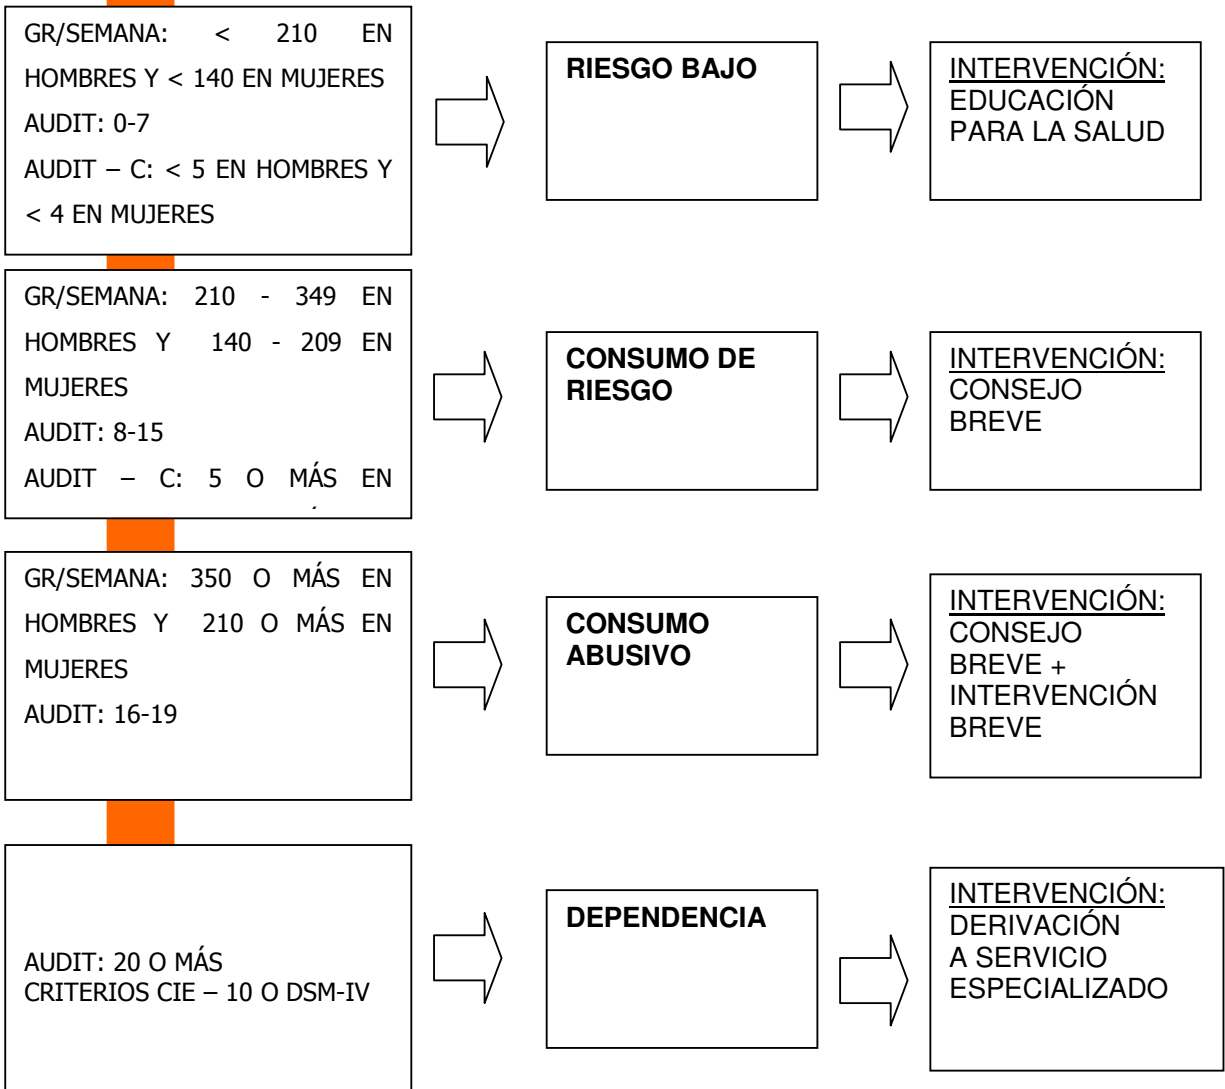 GR/SEMANA: < 210 EN
HOMBRES Y < 140 EN MUJERES
AUDIT: 0-7
AUDIT – C: < 5 EN HOMBRES Y
< 4 EN MUJERES
RIESGO BAJO
INTERVENCIÓN:
EDUCACIÓN
PARA LA SALUD
GR/SEMANA: 210 - 349 EN
HOMBRES Y 140 - 209 EN
MUJERES
AUDIT: 8-15
AUDIT – C: 5 O MÁS EN
CONSUMO DE
RIESGO
INTERVENCIÓN:
CONSEJO
BREVE
GR/SEMANA: 350 O MÁS EN
HOMBRES Y 210 O MÁS EN
MUJERES
AUDIT: 16-19
CONSUMO
ABUSIVO
INTERVENCIÓN:
CONSEJO
BREVE +
INTERVENCIÓN
BREVE
AUDIT: 20 O MÁS
CRITERIOS CIE – 10 O DSM-IV
DEPENDENCIA
INTERVENCIÓN:
DERIVACIÓN
A SERVICIO
ESPECIALIZADO